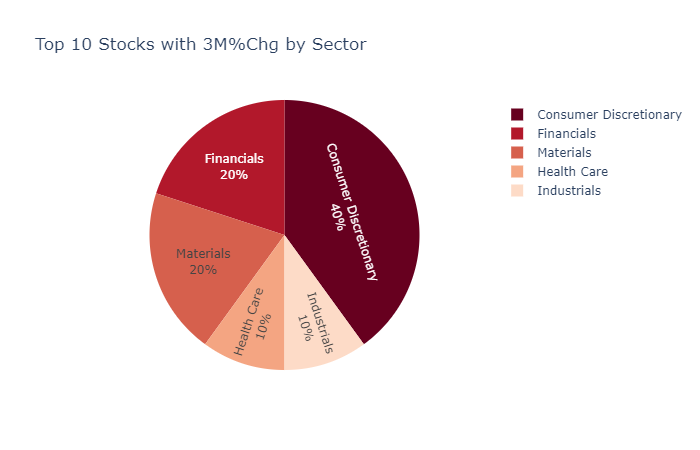 Top 10 Stocks with 3M%Chg by Sector
Consumer Discretionary
40%
Financials
20%
Materials
20%
Health Care
10%
Industrials
10%
Consumer Discretionary
Financials
Materials
Health Care
Industrials